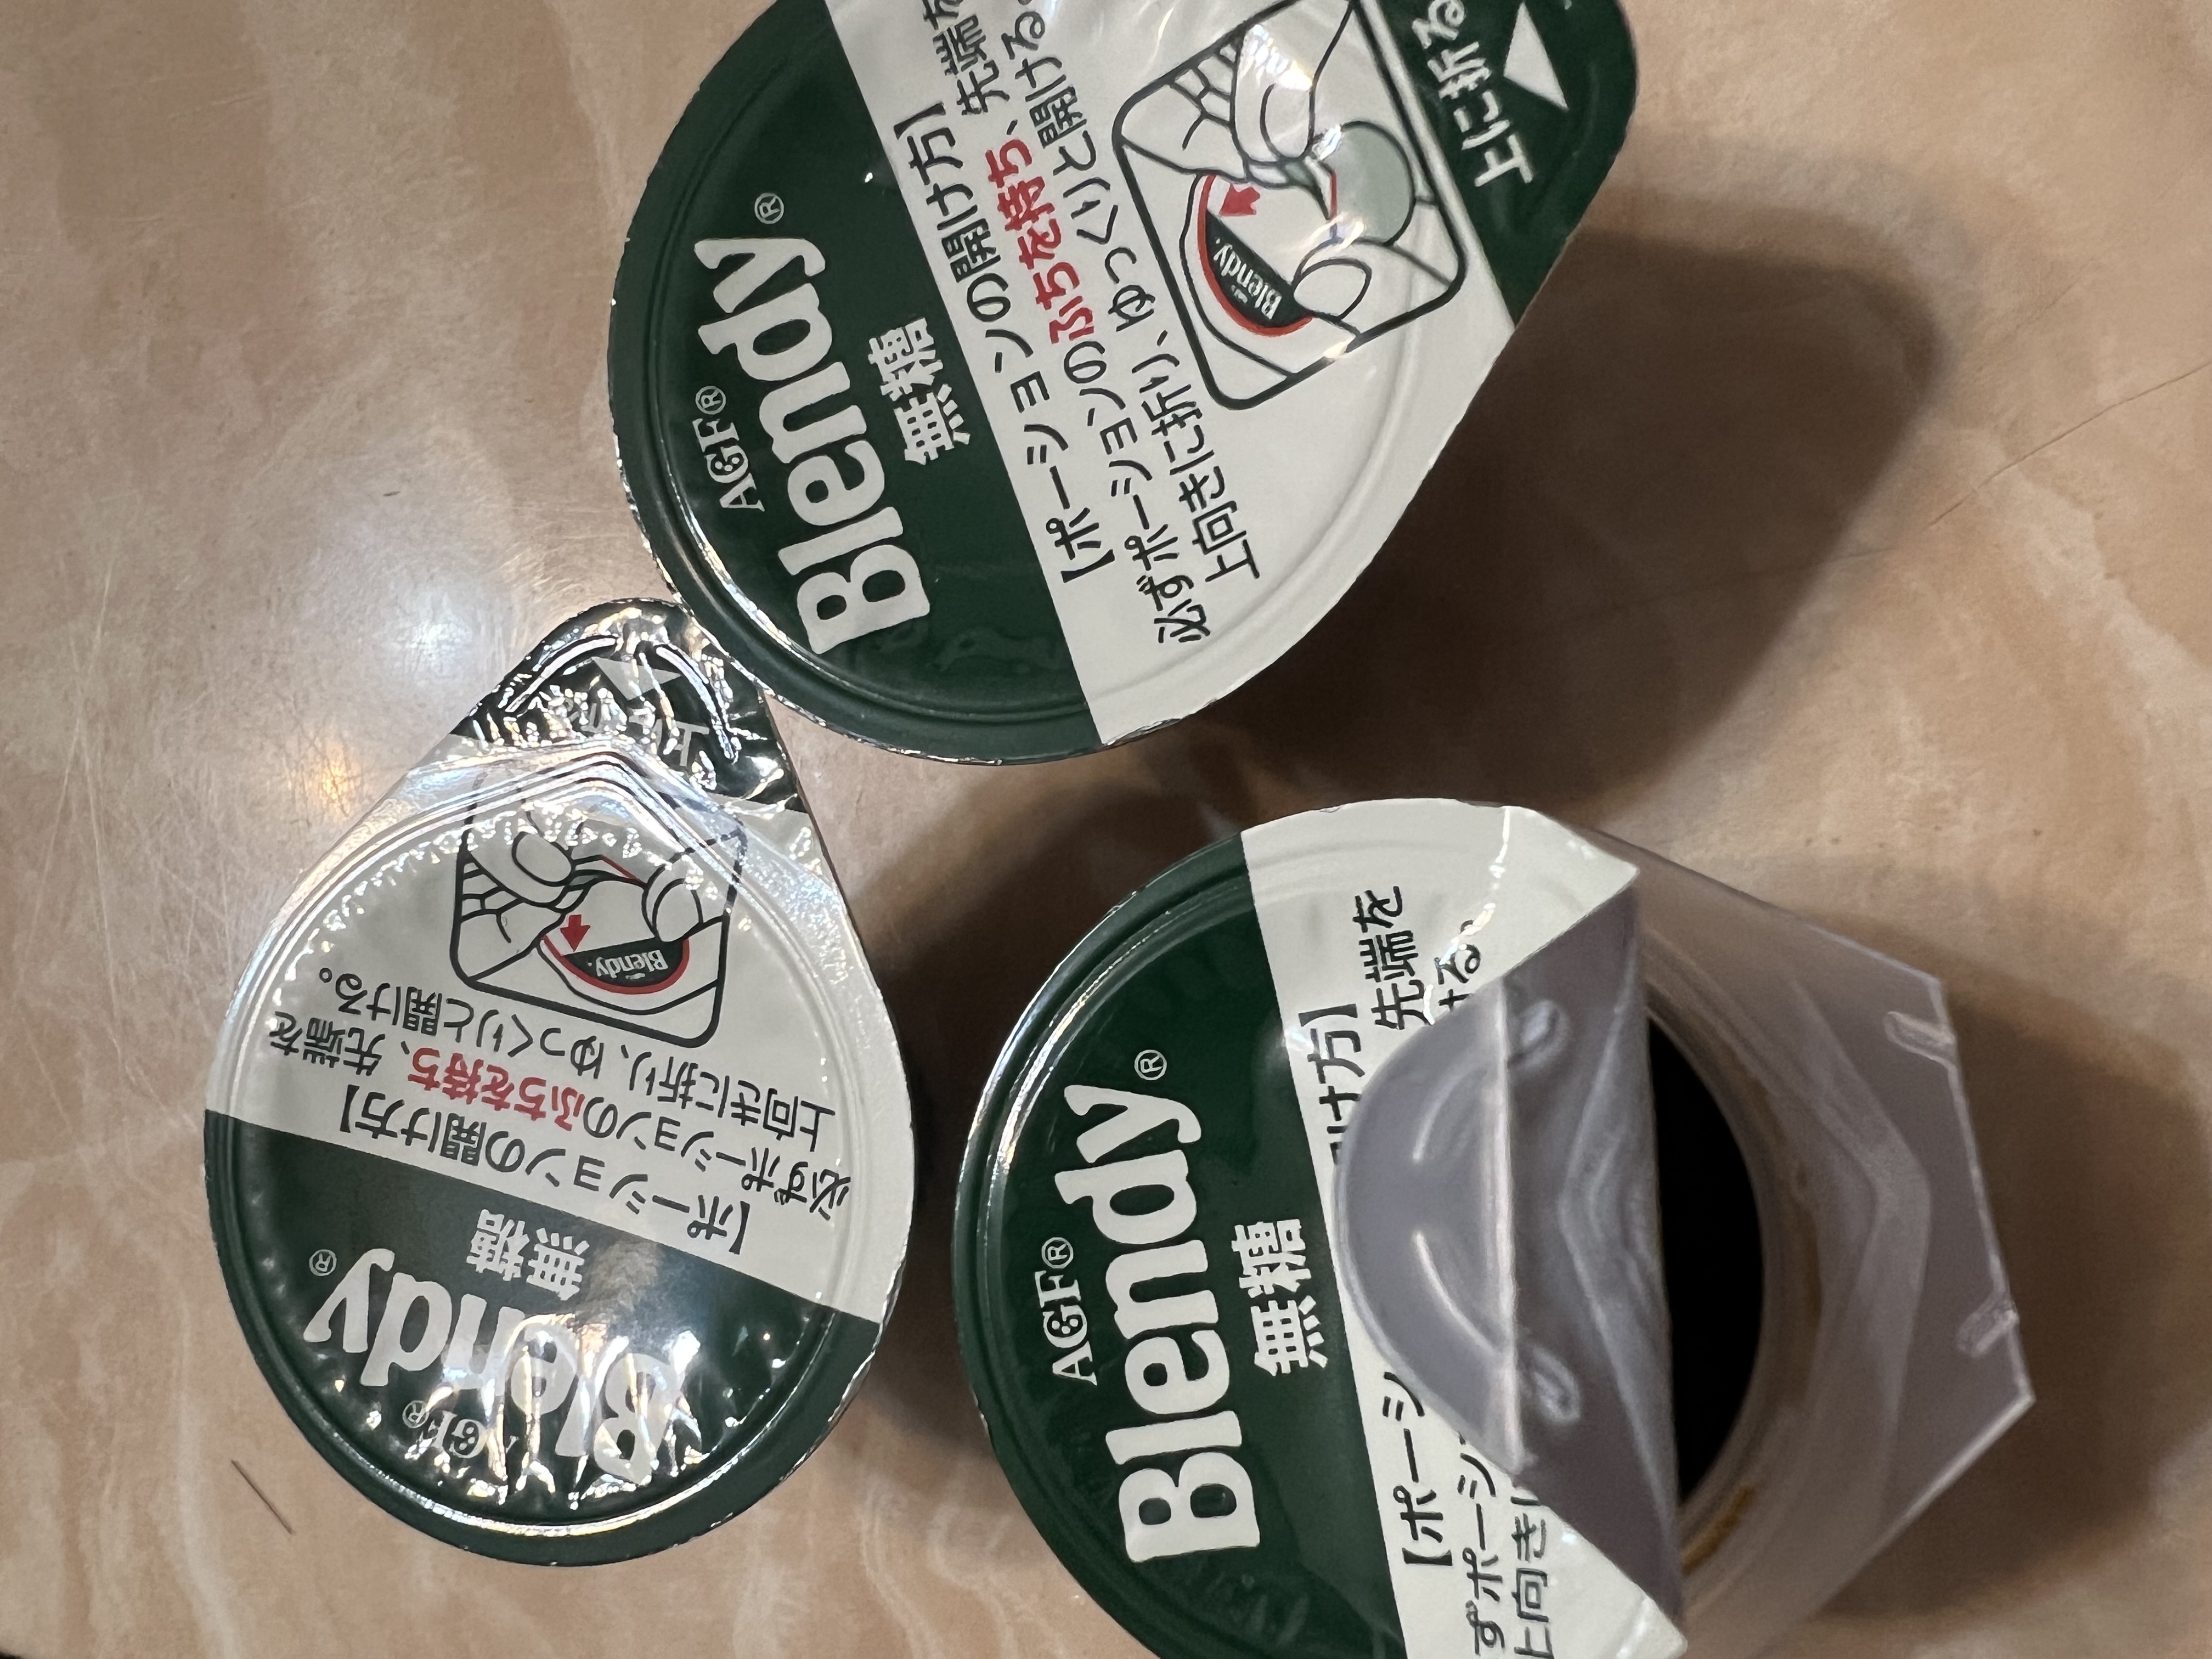 AGF®
Blendy®
無糖
【ポーションの開け方】
必ずポーションのふちを持ち、先端を
上向きに折り、ゆっくりと開ける。
Blendy
上に折る
AGF®
Blendy®
無糖
【ポーションの開け方】
必ずポーションのふちを持ち、先端を
上向きに折り、ゆっくりと開ける。
Blendy
AGF®
Blendy®
無糖
【ポーシ
け方】
ずポーシ
先端を
上向きに
ける。